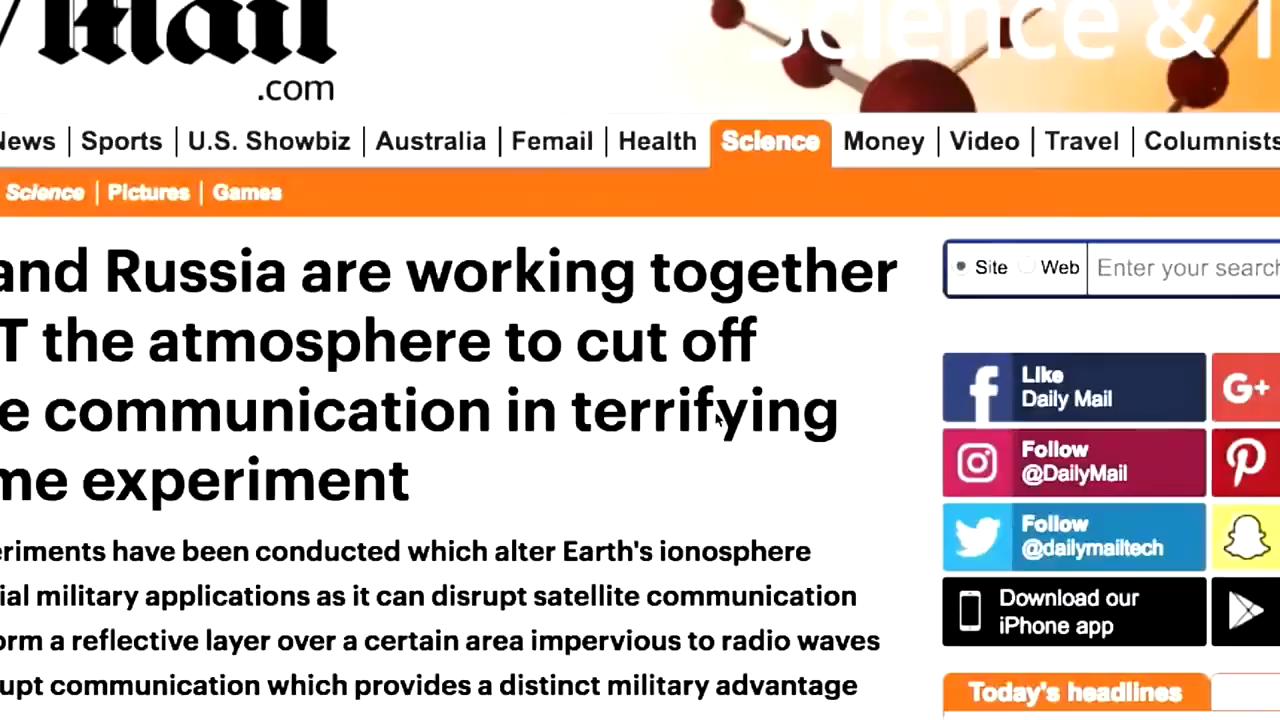 Mail
.com
Science &
News | Sports | U.S. Showbiz | Australia | Femail | Health | Science | Money | Video | Travel | Columnists
Science | Pictures | Games
and Russia are working together
T the atmosphere to cut off
e communication in terrifying
me experiment
eriments have been conducted which alter Earth's ionosphere
ial military applications as it can disrupt satellite communication
orm a reflective layer over a certain area impervious to radio waves
upt communication which provides a distinct military advantage
Site Web Enter your search
Like
Daily Mail
G+
Follow
@DailyMail
Follow
@dailymailtech
Download our
iPhone app
Today's headlines